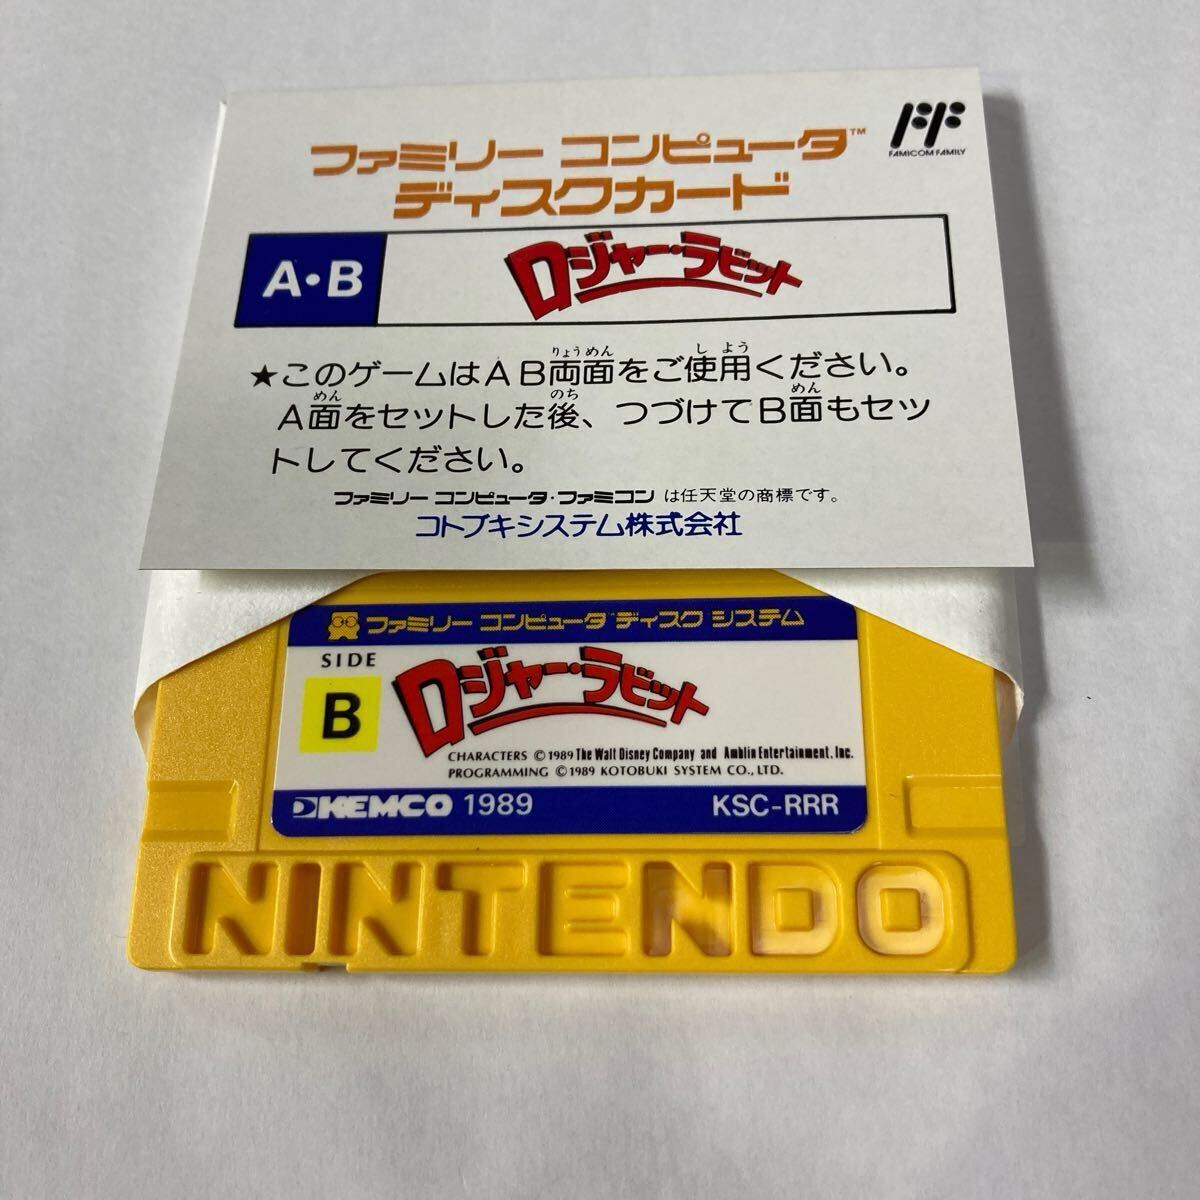 ファミリー コンピュータ™
ディスクカード
FAMICOM FAMILY
A・B
ロジャー・ラビット
★このゲームはAB両面をご使用ください。
りょうめん し よう
A面をセットした後、つづけてB面もセッ
めん のち めん
トしてください。
ファミリー コンピュータ・ファミコン は任天堂の商標です。
コトブキシステム株式会社
ファミリー コンピュータ™ ディスク システム
SIDE
B
ロジャー・ラビット
CHARACTERS ©1989 The Walt Disney Company and Amblin Entertainment, Inc.
PROGRAMMING ©1989 KOTOBUKI SYSTEM CO., LTD.
KEMCO 1989 KSC-RRR
NINTENDO